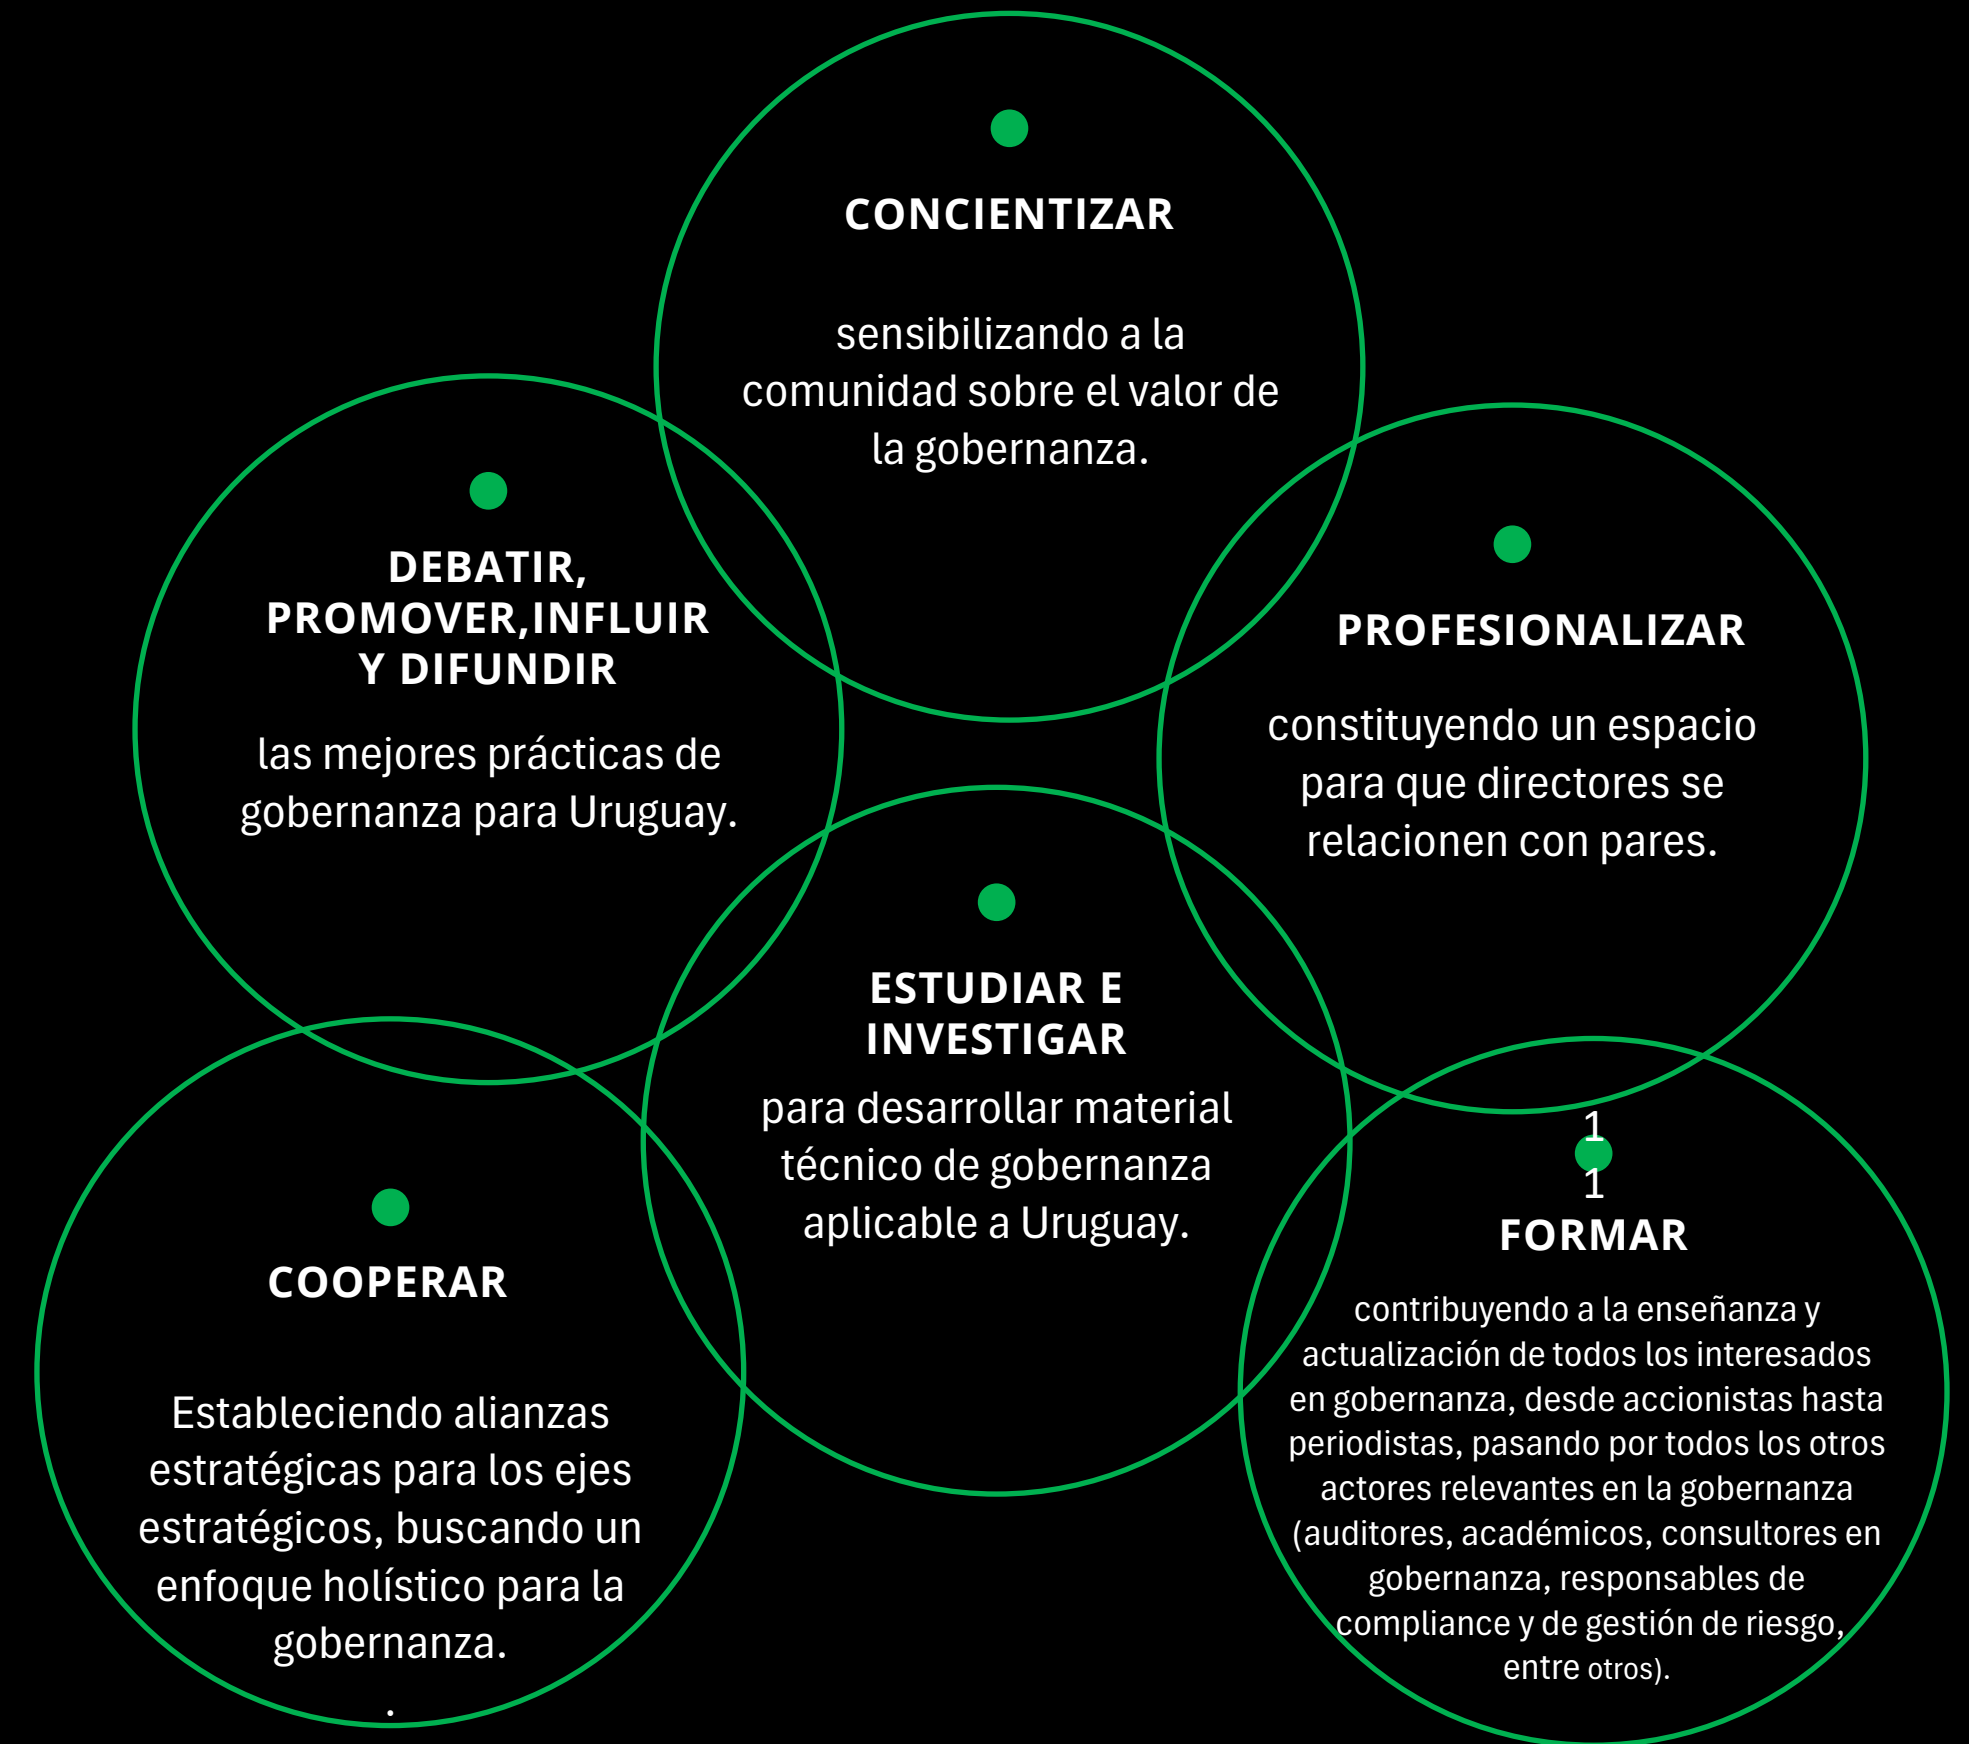 CONCIENTIZAR
sensibilizando a la
comunidad sobre el valor de
la gobernanza.
DEBATIR,
PROMOVER,INFLUIR
Y DIFUNDIR
las mejores prácticas de
gobernanza para Uruguay.
PROFESIONALIZAR
constituyendo un espacio
para que directores se
relacionen con pares.
ESTUDIAR E
INVESTIGAR
para desarrollar material
técnico de gobernanza
aplicable a Uruguay.
COOPERAR
Estableciendo alianzas
estratégicas para los ejes
estratégicos, buscando un
enfoque holístico para la
gobernanza.
.
1
1
FORMAR
contribuyendo a la enseñanza y
actualización de todos los interesados
en gobernanza, desde accionistas hasta
periodistas, pasando por todos los otros
actores relevantes en la gobernanza
(auditores, académicos, consultores en
gobernanza, responsables de
compliance y de gestión de riesgo,
entre otros).